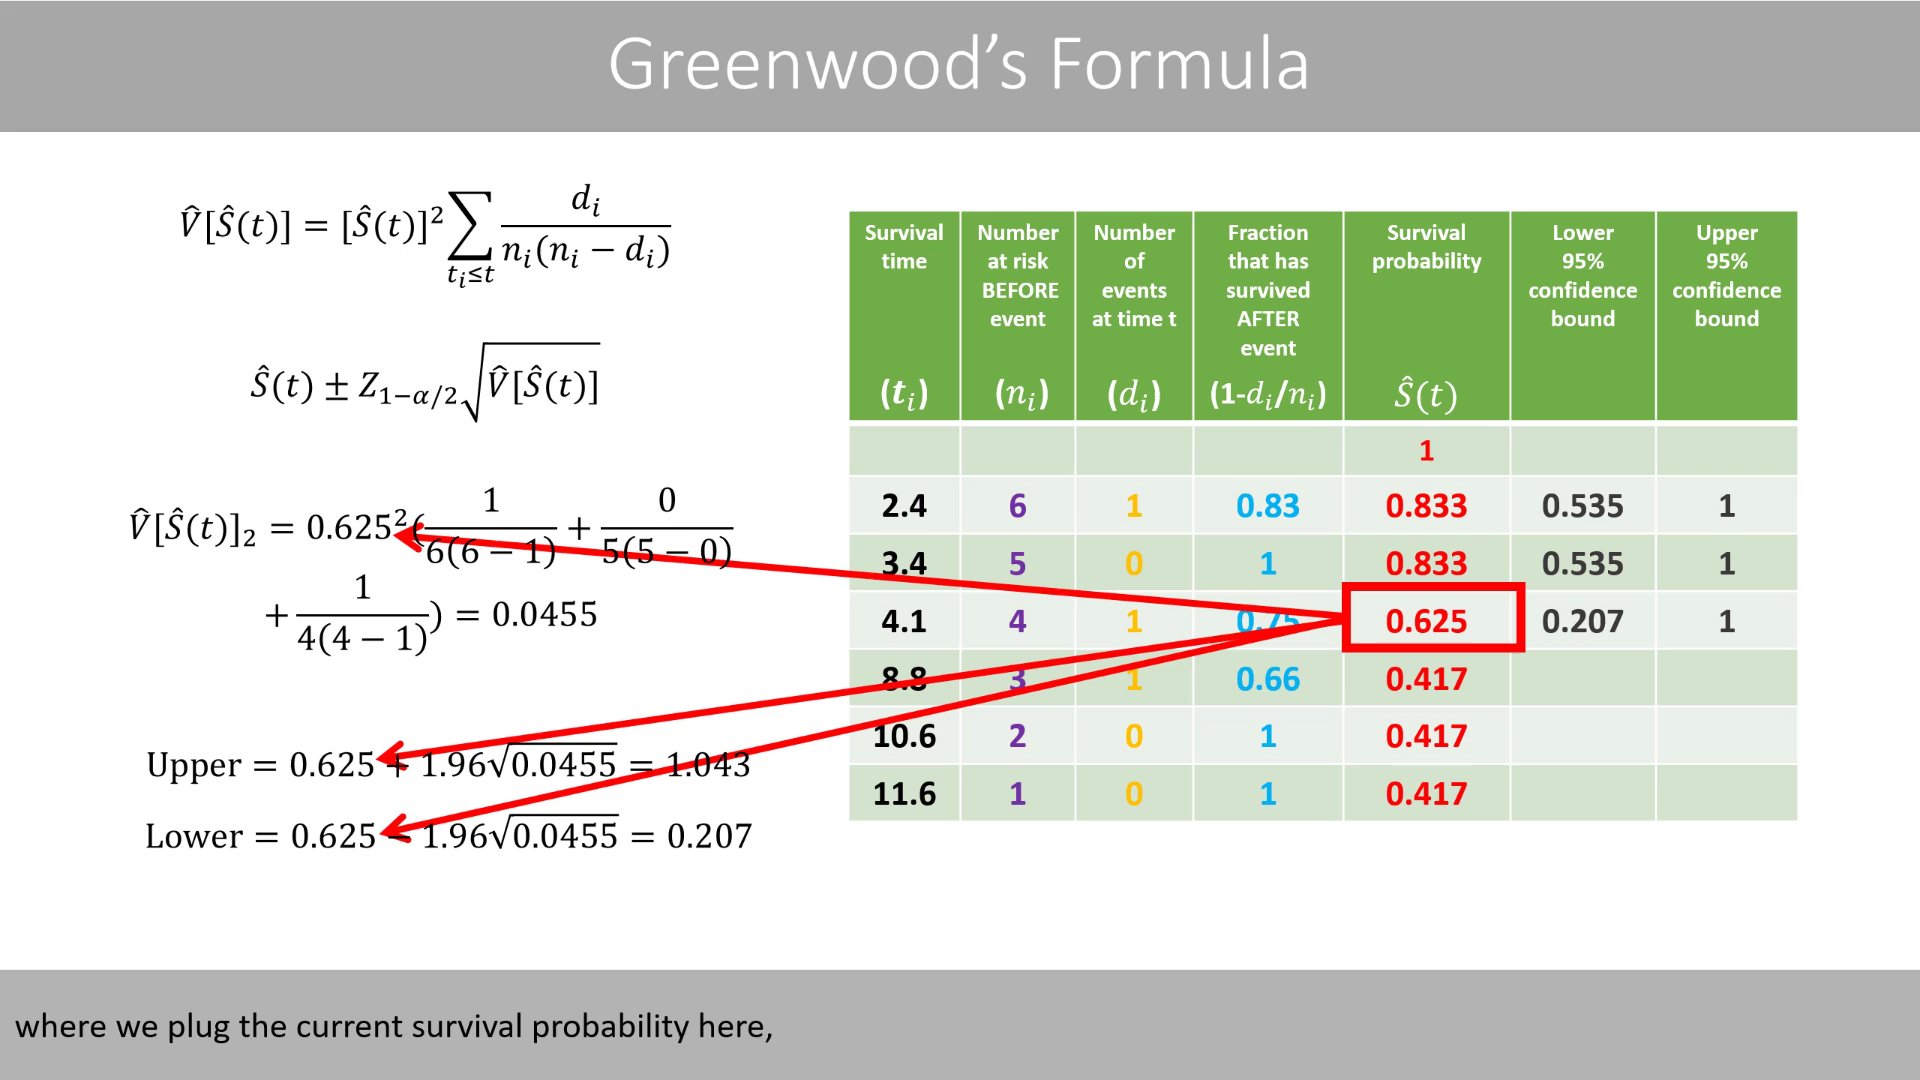 Greenwood’s Formula
V̂[Ŝ(t)] = [Ŝ(t)]² ∑_{tᵢ≤t} dᵢ / nᵢ(nᵢ − dᵢ)
Ŝ(t) ± Z_{1−α/2} √V̂[Ŝ(t)]
V̂[Ŝ(t)]₂ = 0.625²( 1 / 6(6 − 1) + 0 / 5(5 − 0)
+ 1 / 4(4 − 1) ) = 0.0455
Upper = 0.625 + 1.96√0.0455 = 1.043
Lower = 0.625 − 1.96√0.0455 = 0.207
Survival time (tᵢ)
Number at risk BEFORE event (nᵢ)
Number of events at time t (dᵢ)
Fraction that has survived AFTER event (1-dᵢ/nᵢ)
Survival probability Ŝ(t)
Lower 95% confidence bound
Upper 95% confidence bound
1
2.4 6 1 0.83 0.833 0.535 1
3.4 5 0 1 0.833 0.535 1
4.1 4 1 0.75 0.625 0.207 1
8.8 3 1 0.66 0.417
10.6 2 0 1 0.417
11.6 1 0 1 0.417
where we plug the current survival probability here,